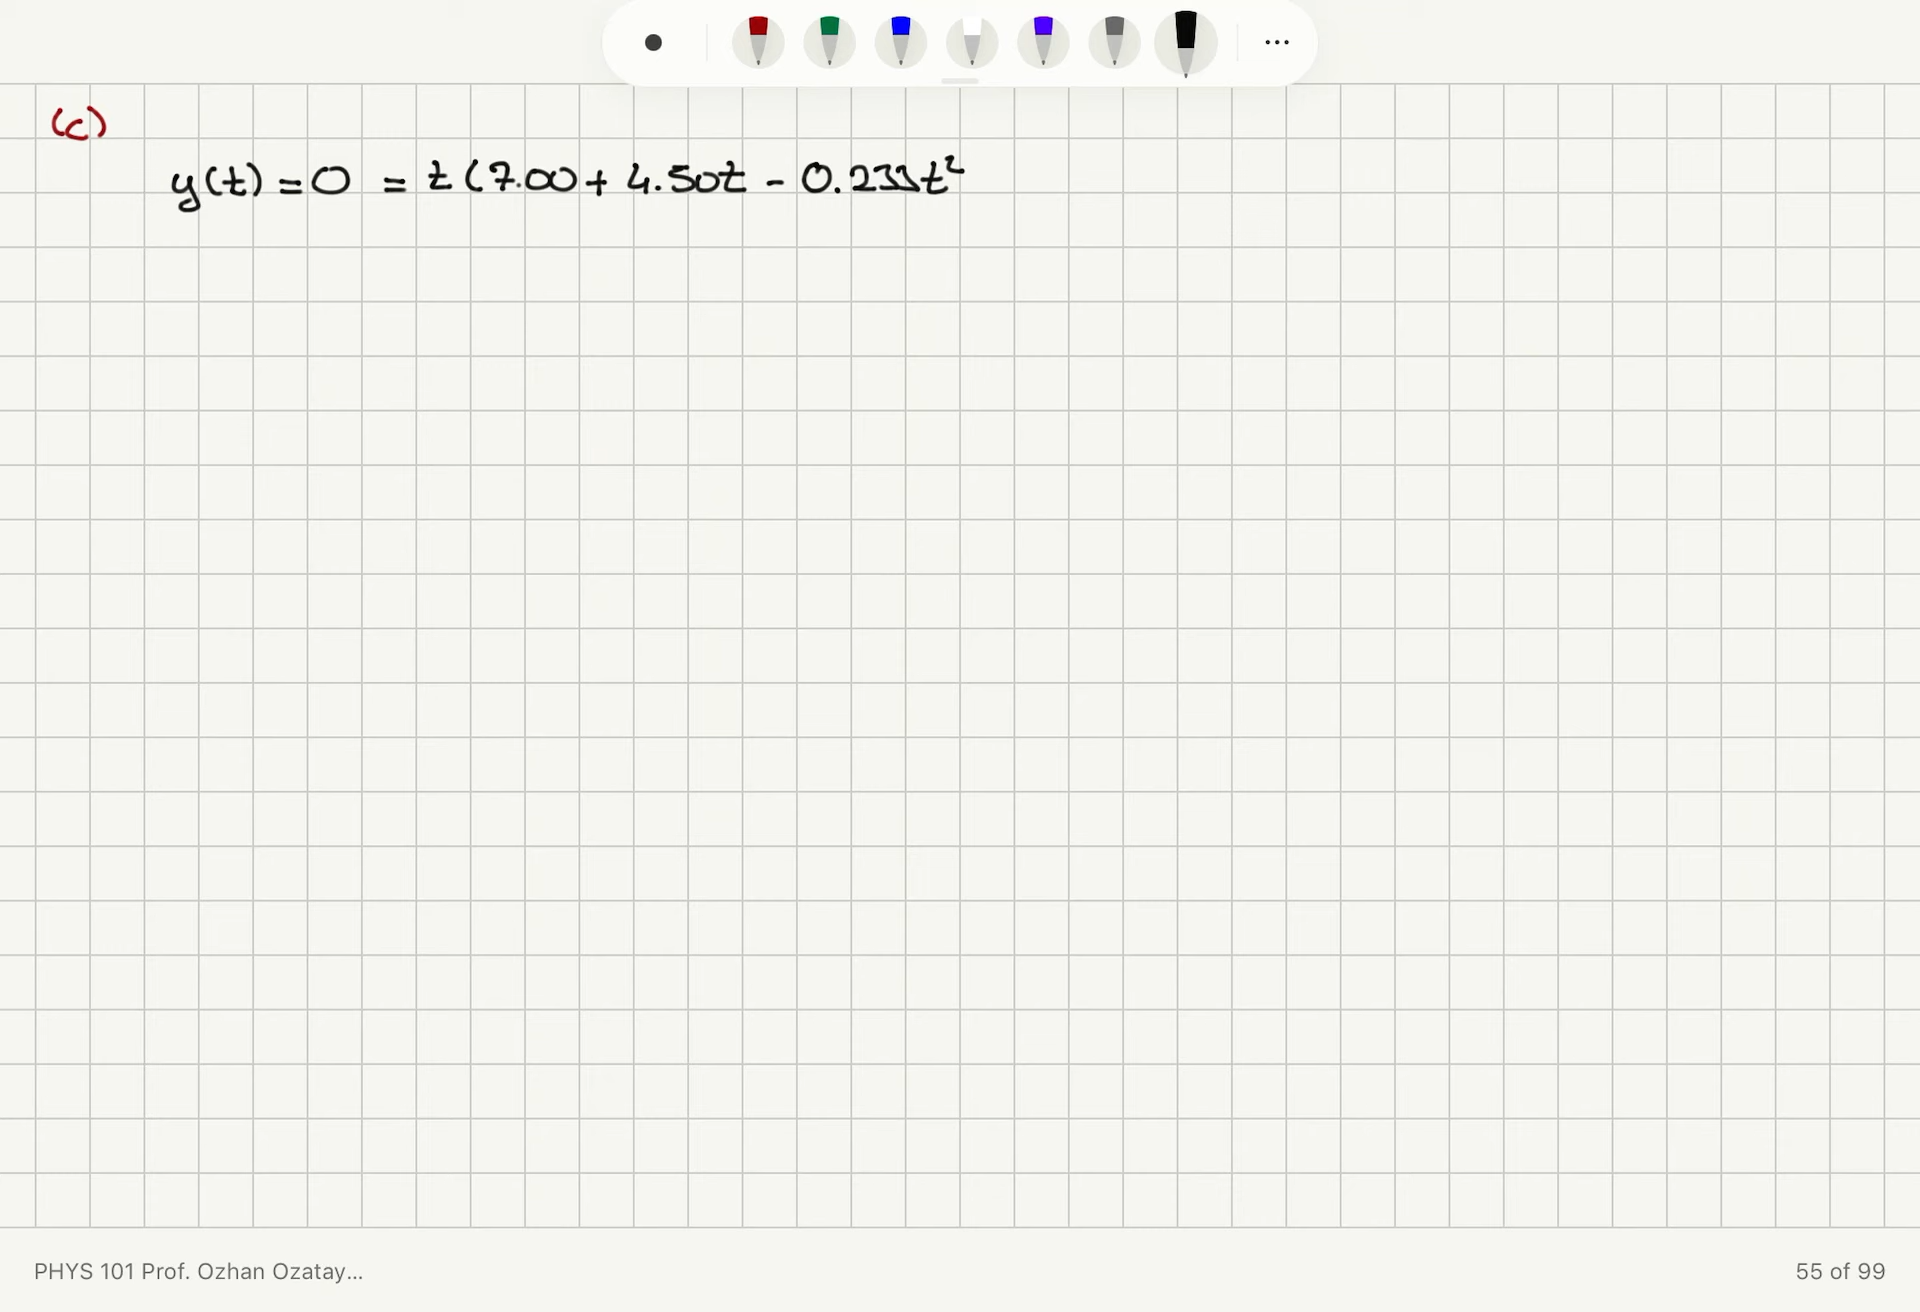 (c)
y(t) = 0 = t(7.00 + 4.50t - 0.233t²
PHYS 101 Prof. Ozhan Ozatay...
55 of 99